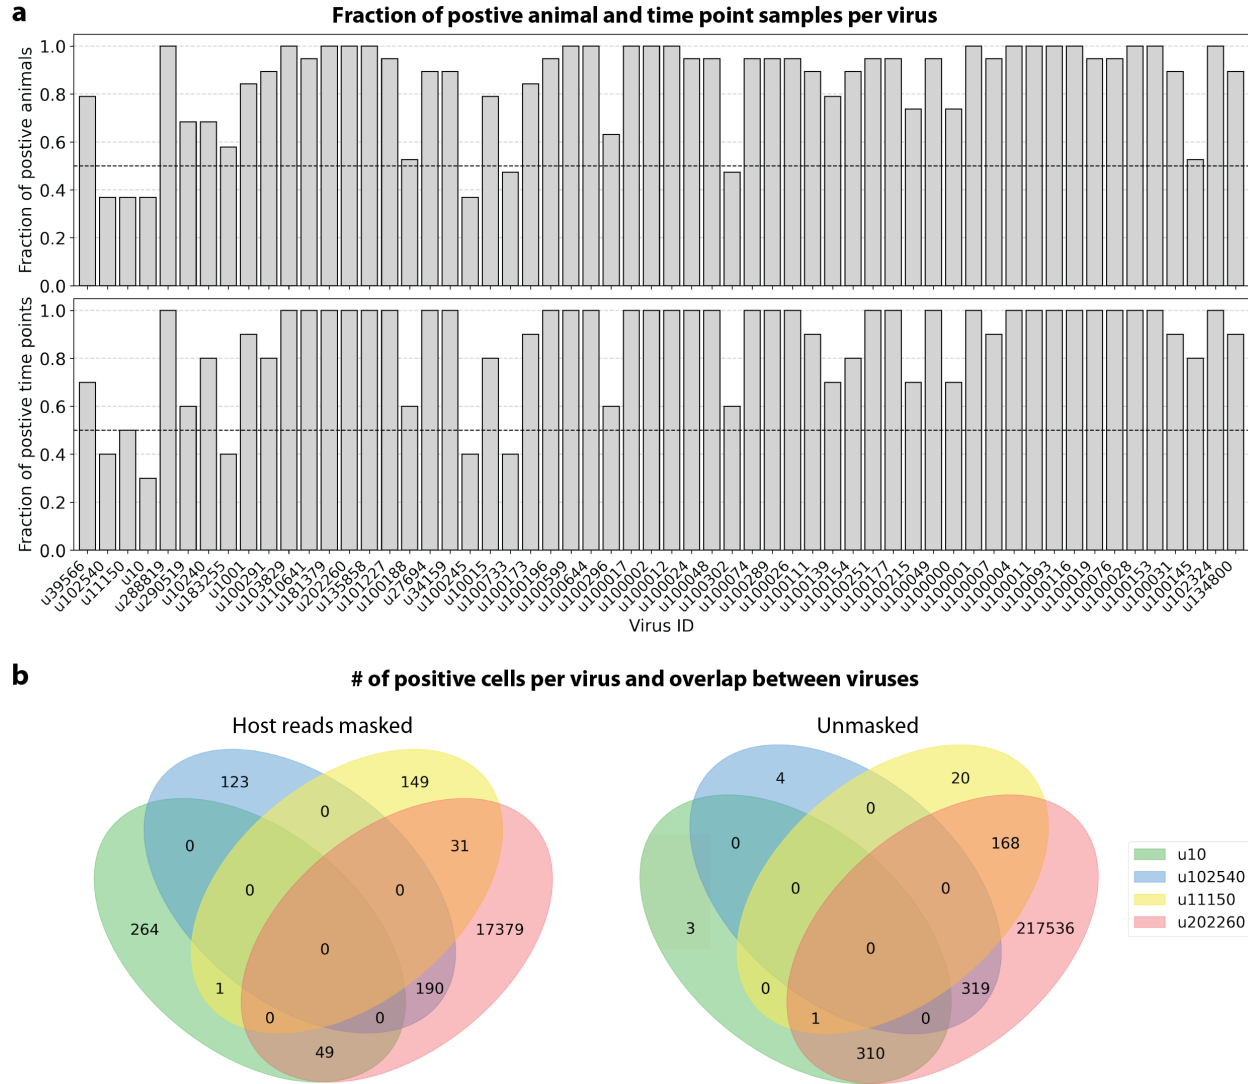 a
Fraction of postive animal and time point samples per virus
Fraction of postive animals
1.0
0.8
0.6
0.4
0.2
0.0
Fraction of postive time points
1.0
0.8
0.6
0.4
0.2
0.0
u39566
u102540
u11150
u10
u288819
u290519
u10240
u183255
u1001
u100291
u103829
u110641
u181379
u202260
u135858
u101227
u100188
u27694
u34159
u100245
u10015
u100733
u100173
u100196
u100599
u100644
u100296
u100017
u100002
u100012
u100024
u100048
u100302
u100074
u100289
u100026
u100111
u100139
u100154
u100251
u100177
u100215
u100049
u100000
u100001
u100007
u100004
u100011
u100093
u100116
u100019
u100076
u100028
u100153
u100031
u100145
u102324
u134800
Virus ID
b
# of positive cells per virus and overlap between viruses
Host reads masked
123
149
0
0
31
0
0
264
17379
0
1
190
0
0
49
Unmasked
4
20
0
0
168
0
0
3
217536
0
0
319
1
0
310
u10
u102540
u11150
u202260